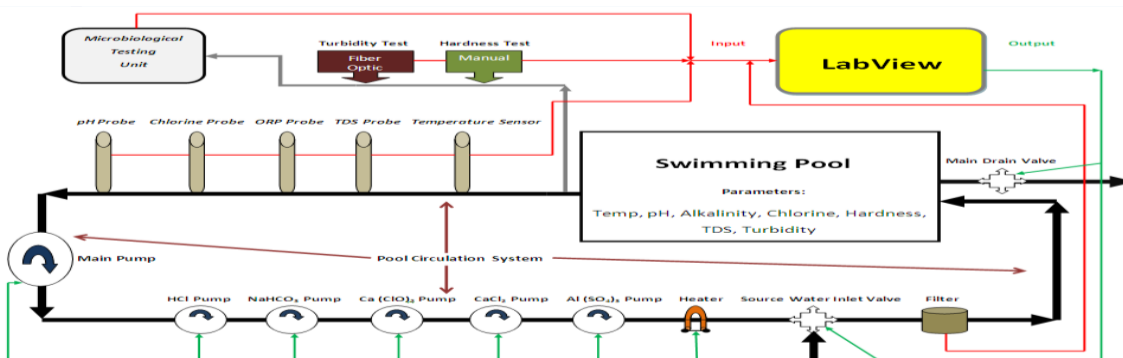 Microbiological
Testing
Unit
Turbidity Test
Hardness Test
Fiber
Optic
Manual
Input
LabView
Output
pH Probe
Chlorine Probe
ORP Probe
TDS Probe
Temperature Sensor
Swimming Pool
Parameters:
Temp, pH, Alkalinity, Chlorine, Hardness,
TDS, Turbidity
Main Drain Valve
Main Pump
Pool Circulation System
HCl Pump
NaHCO₃ Pump
Ca (ClO)₂ Pump
CaCl₂ Pump
Al (SO₄)₃ Pump
Heater
Source Water Inlet Valve
Filter